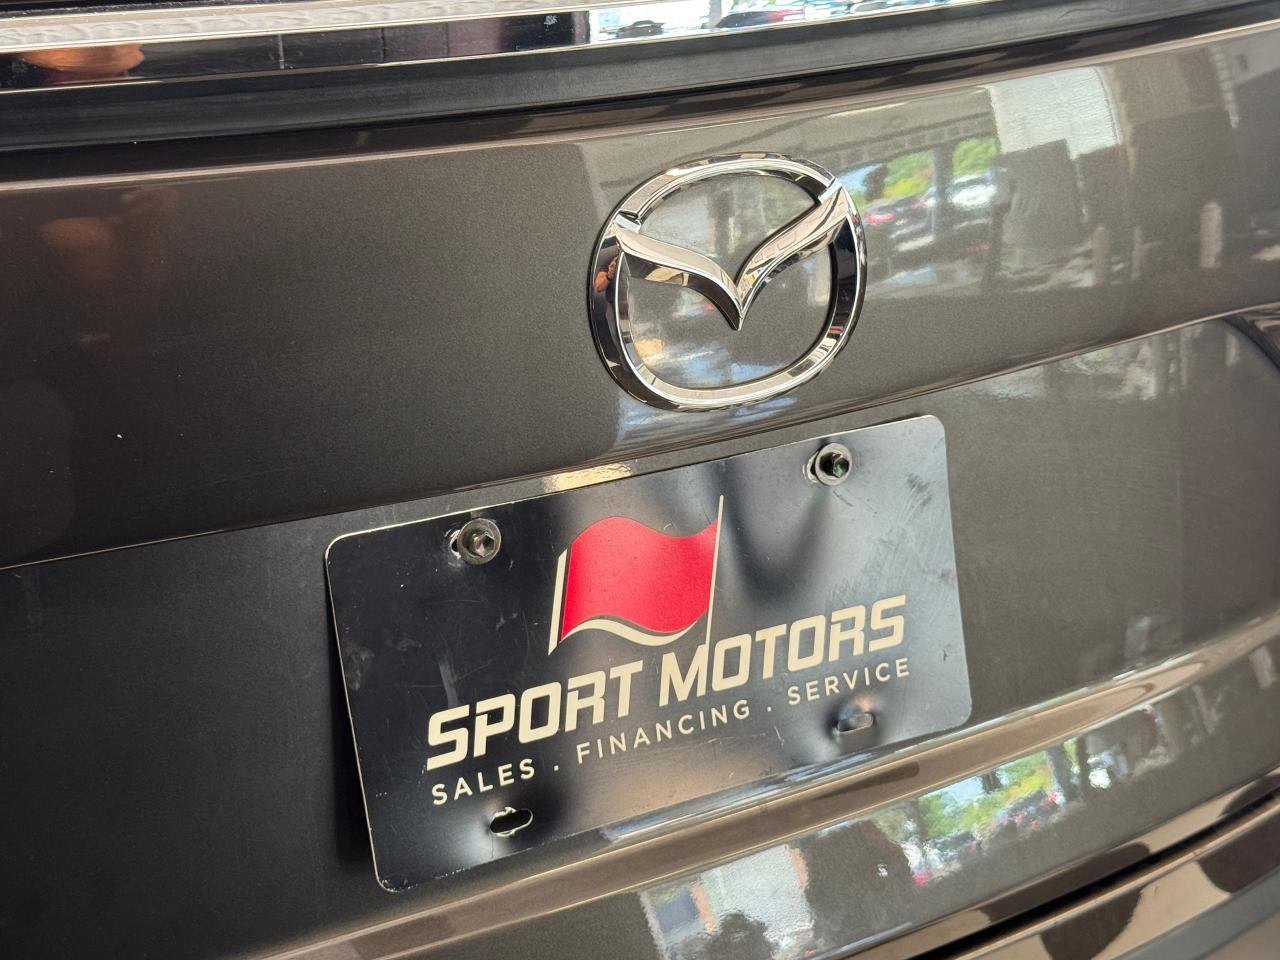 SPORT MOTORS
SALES . FINANCING . SERVICE